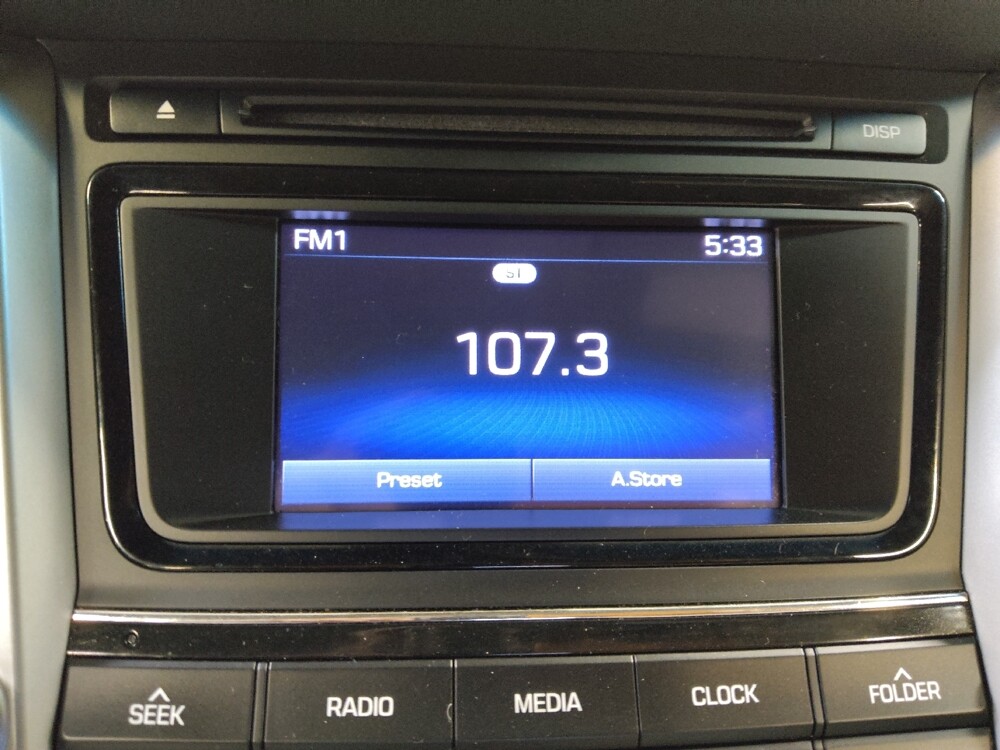 DISP
FM1 5:33
ST
107.3
Preset A.Store
SEEK RADIO MEDIA CLOCK FOLDER